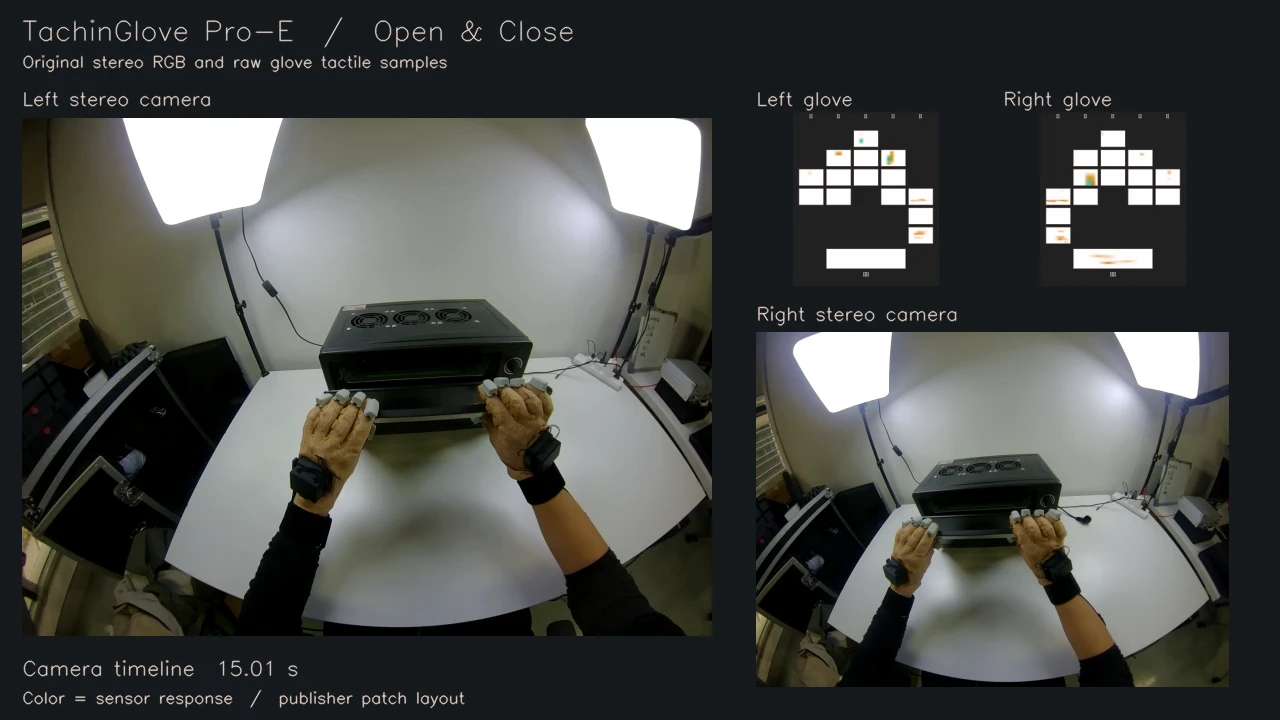 TachinGlove Pro-E / Open & Close
Original stereo RGB and raw glove tactile samples
Left stereo camera
Left glove
Right glove
Right stereo camera
Camera timeline 15.01 s
Color = sensor response / publisher patch layout